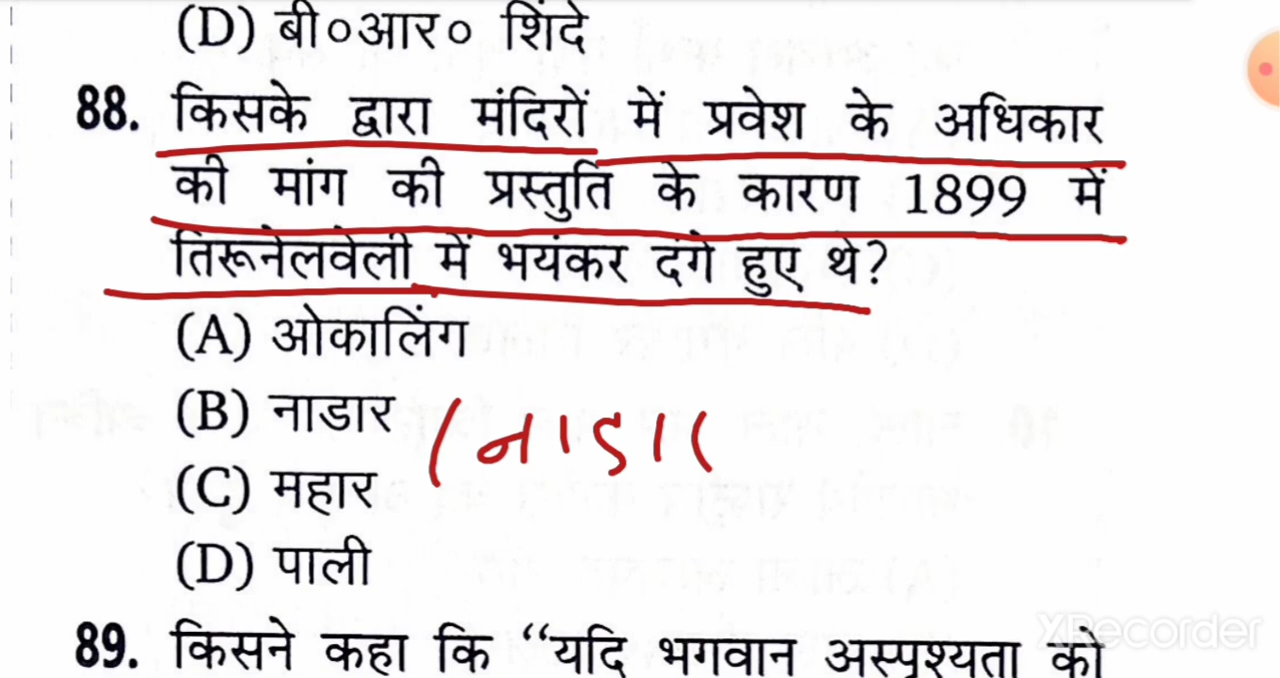 (D) बी०आर० शिंदे
88. किसके द्वारा मंदिरों में प्रवेश के अधिकार
की मांग की प्रस्तुति के कारण 1899 में
तिरूनेलवेली में भयंकर दंगे हुए थे?
(A) ओकालिंग
(B) नाडार
नाडार
(C) महार
(D) पाली
89. किसने कहा कि “यदि भगवान अस्पृश्यता को
XRecorder